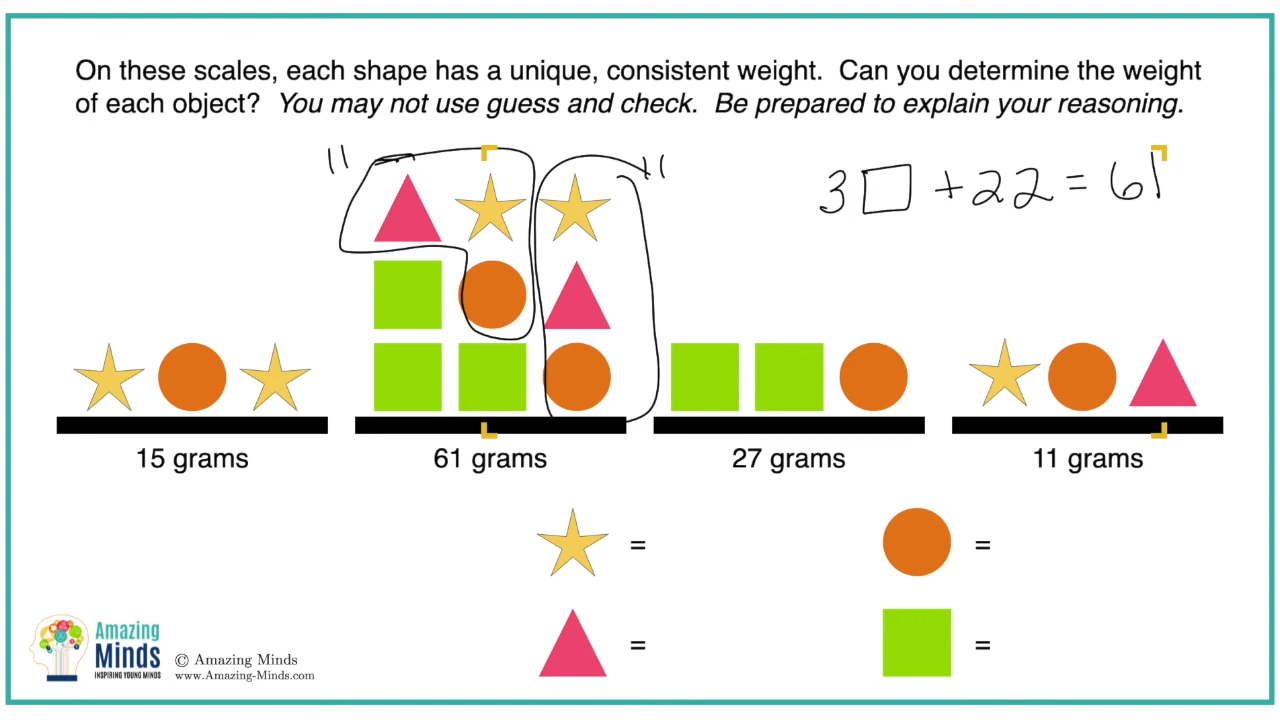 On these scales, each shape has a unique, consistent weight. Can you determine the weight
of each object? You may not use guess and check. Be prepared to explain your reasoning.
11
11
3□ + 22 = 61
15 grams
61 grams
27 grams
11 grams
=
=
=
=
Amazing
Minds
INSPIRING YOUNG MINDS
© Amazing Minds
www.Amazing-Minds.com